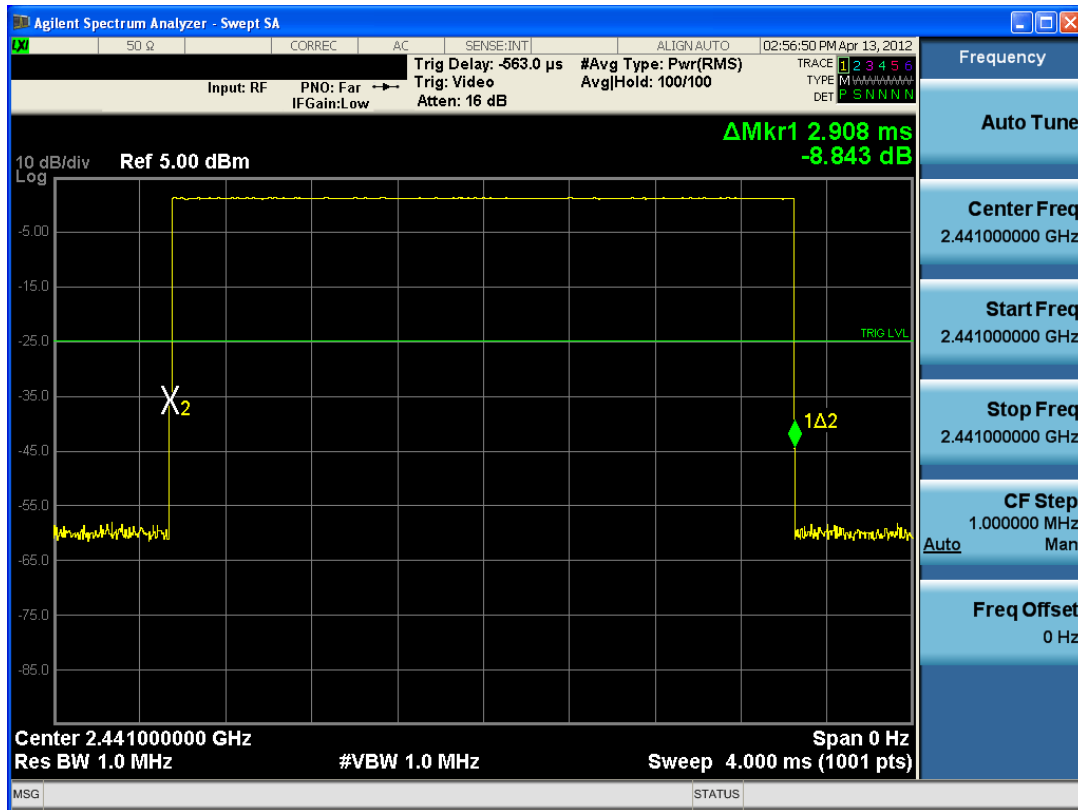 Agilent Spectrum Analyzer - Swept SA
LXI 50 Ω CORREC AC SENSE:INT ALIGNAUTO 02:56:50 PM Apr 13, 2012
Input: RF
PNO: Far
IFGain:Low
Trig Delay: -563.0 µs
Trig: Video
Atten: 16 dB
#Avg Type: Pwr(RMS)
Avg|Hold: 100/100
TRACE 1 2 3 4 5 6
TYPE M
DET P S N N N N
ΔMkr1 2.908 ms
-8.843 dB
10 dB/div Ref 5.00 dBm
Log
-5.00
-15.0
-25.0
TRIG LVL
-35.0
2
1Δ2
-45.0
-55.0
-65.0
-75.0
-85.0
Center 2.441000000 GHz Span 0 Hz
Res BW 1.0 MHz #VBW 1.0 MHz Sweep 4.000 ms (1001 pts)
MSG STATUS
Frequency
Auto Tune
Center Freq
2.441000000 GHz
Start Freq
2.441000000 GHz
Stop Freq
2.441000000 GHz
CF Step
1.000000 MHz
Auto Man
Freq Offset
0 Hz